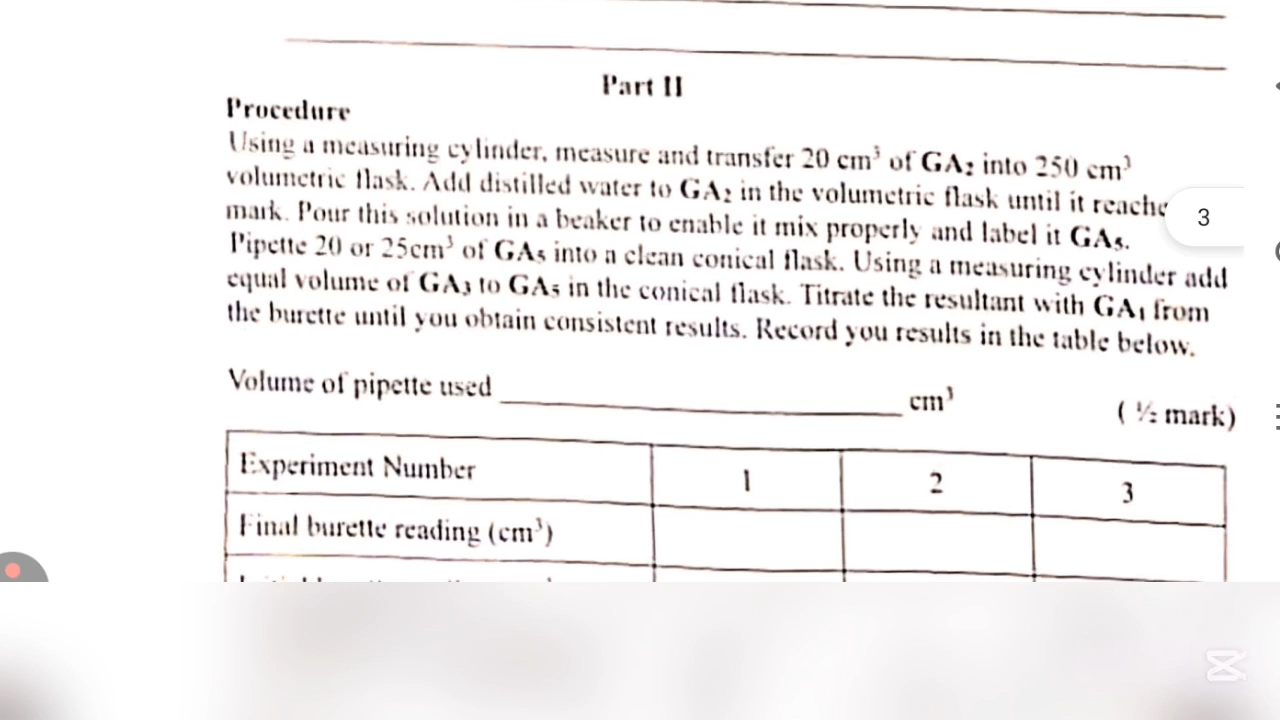 Part II
Procedure
Using a measuring cylinder, measure and transfer 20 cm³ of GA₂ into 250 cm³
volumetric flask. Add distilled water to GA₂ in the volumetric flask until it reache
mark. Pour this solution in a beaker to enable it mix properly and label it GA₅.
Pipette 20 or 25cm³ of GA₅ into a clean conical flask. Using a measuring cylinder add
equal volume of GA₃ to GA₅ in the conical flask. Titrate the resultant with GA₁ from
the burette until you obtain consistent results. Record you results in the table below.
Volume of pipette used ____________ cm³ ( ½ mark)
Experiment Number 1 2 3
Final burette reading (cm³)
3